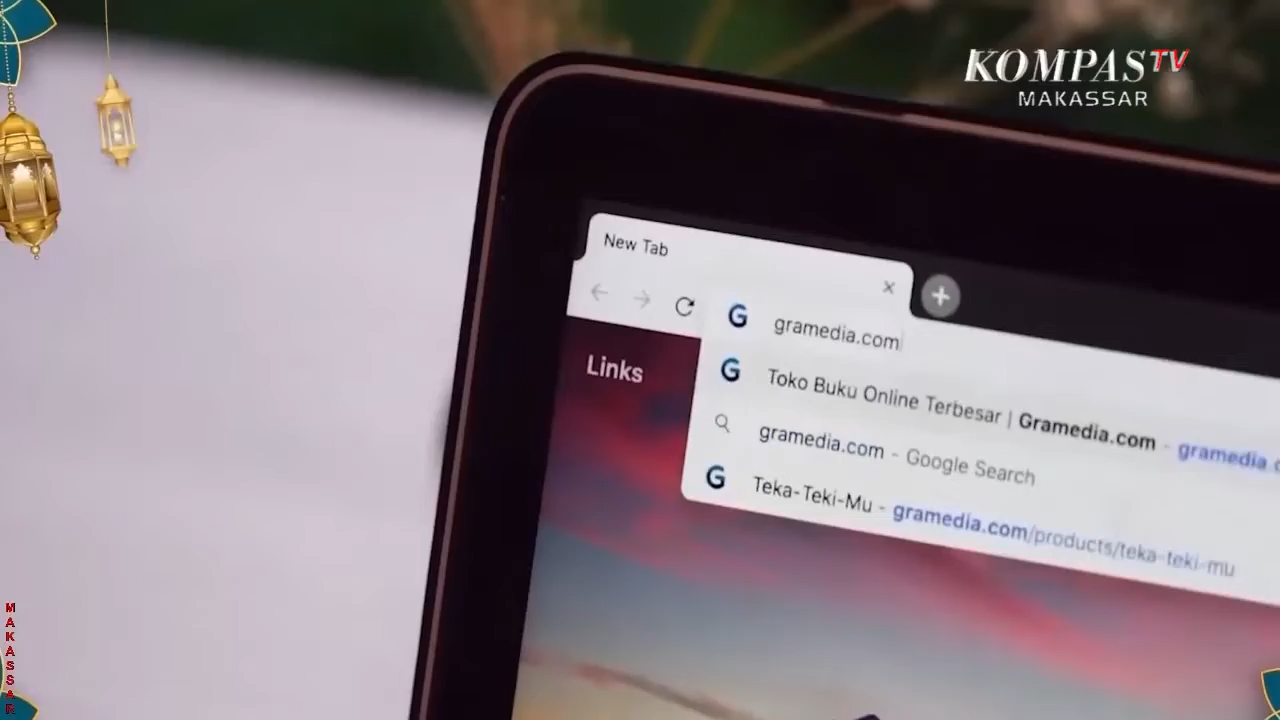 KOMPASTV
MAKASSAR
New Tab
gramedia.com
Links
Toko Buku Online Terbesar | Gramedia.com - gramedia.c
gramedia.com - Google Search
Teka-Teki-Mu - gramedia.com/products/teka-teki-mu
MAKASSAR